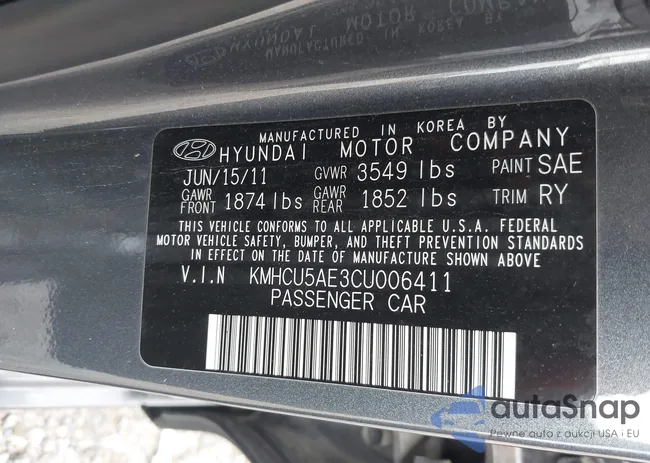 MANUFACTURED IN KOREA BY
HYUNDAI MOTOR COMPANY
JUN/15/11 GVWR 3549 lbs PAINT SAE
GAWR FRONT 1874 lbs GAWR REAR 1852 lbs TRIM RY
THIS VEHICLE CONFORMS TO ALL APPLICABLE U.S.A. FEDERAL
MOTOR VEHICLE SAFETY, BUMPER, AND THEFT PREVENTION STANDARDS
IN EFFECT ON THE DATE OF MANUFACTURE SHOWN ABOVE.
V.I.N KMHCU5AE3CU006411
PASSENGER CAR
autoSnap
Pewne auta z aukcji USA i EU